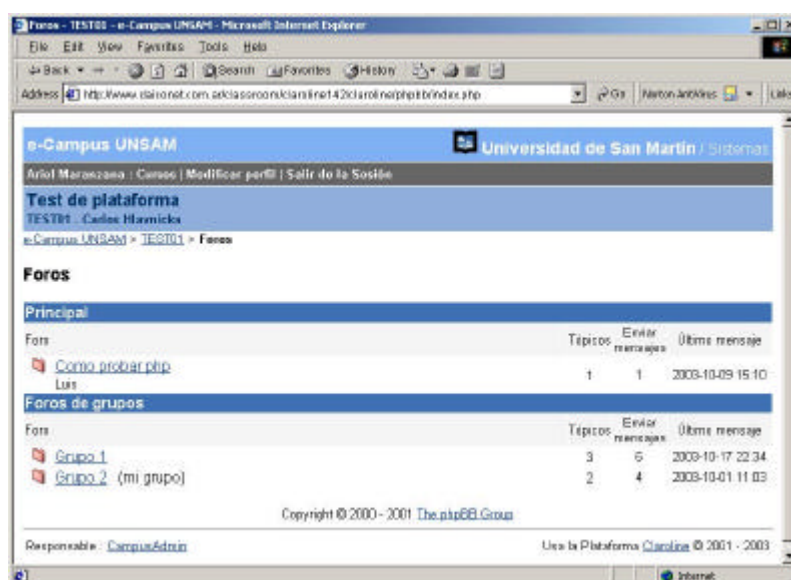 Foros - TEST01 - e-Campus UNSAM - Microsoft Internet Explorer
File Edit View Favorites Tools Help
Back Search Favorites History
Address Go Norton AntiVirus Links
e-Campus UNSAM Universidad de San Martín / Sistemas
Ariel Maranzana : Cursos | Modificar perfil | Salir de la Sesión
Test de plataforma
TEST01 - Carlos
e-Campus UNSAM > TEST01 > Foros
Foros
Principal
Foro Tópicos Enviar mensajes Último mensaje
Como probar php
Luis
1 1 2003-10-09 15:10
Foros de grupos
Foro Tópicos Enviar mensajes Último mensaje
Grupo 1 3 6 2003-10-17 22:34
Grupo 2 (mi grupo) 2 4 2003-10-01 11:03
Copyright © 2000 - 2001 The phpBB Group
Responsable : CampusAdmin Usa la Plataforma Claroline © 2001 - 2003
Internet